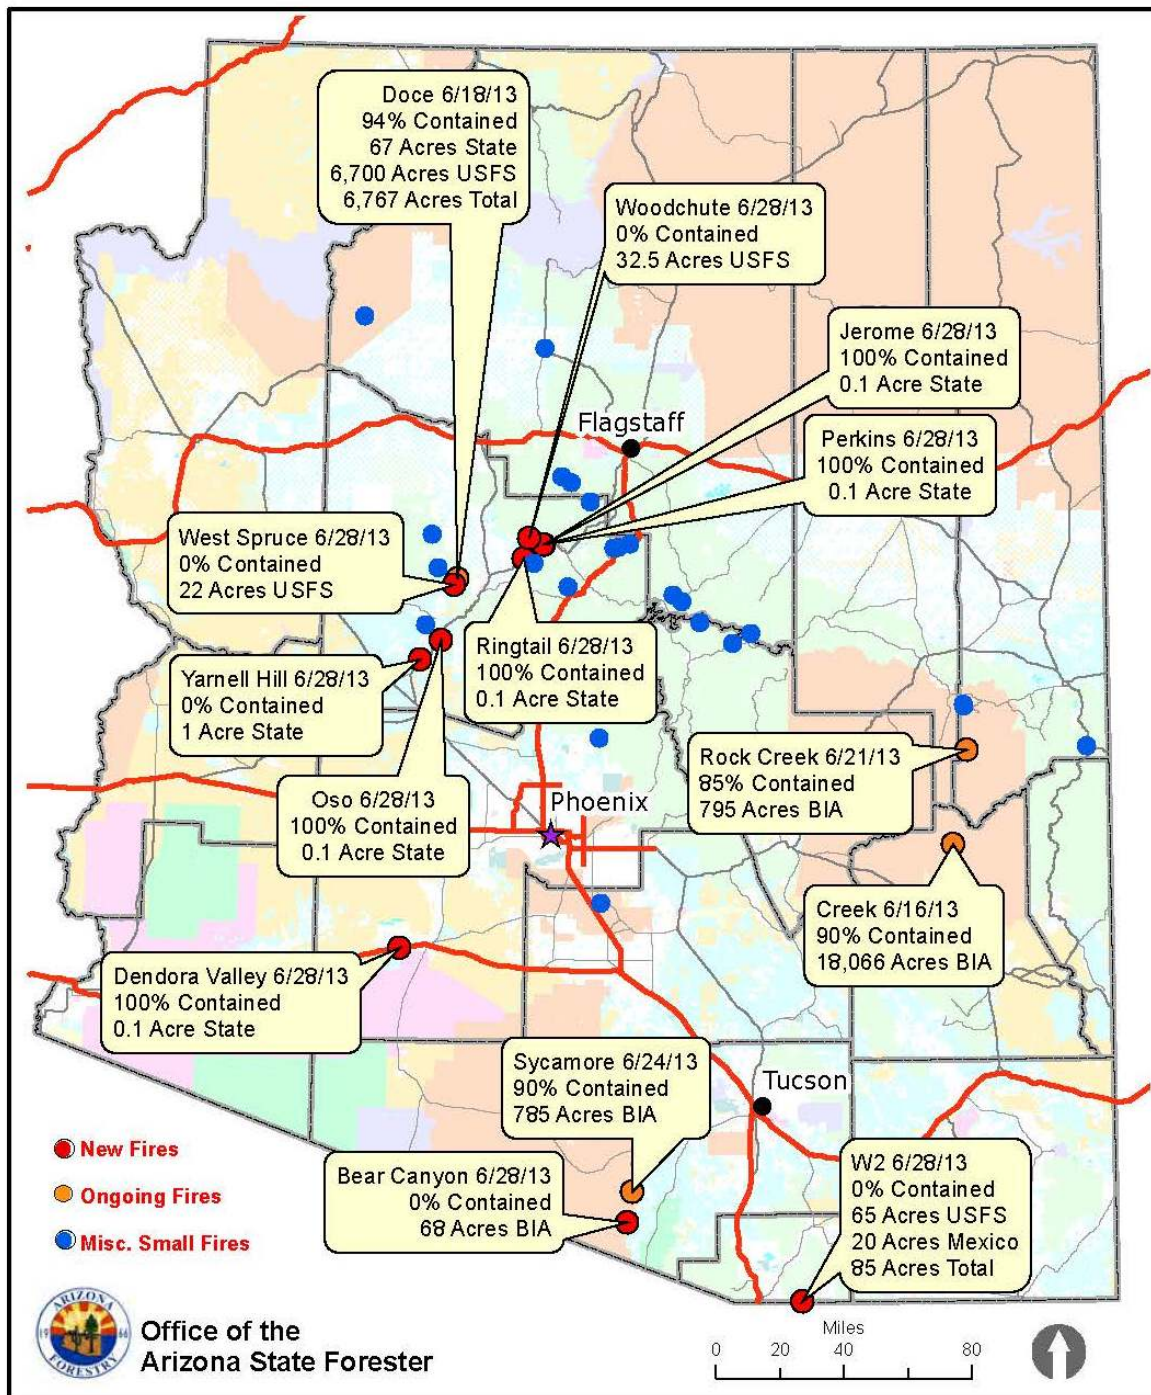 Doce 6/18/13
94% Contained
67 Acres State
6,700 Acres USFS
6,767 Acres Total
Woodchute 6/28/13
0% Contained
32.5 Acres USFS
Jerome 6/28/13
100% Contained
0.1 Acre State
Flagstaff
Perkins 6/28/13
100% Contained
0.1 Acre State
West Spruce 6/28/13
0% Contained
22 Acres USFS
Ringtail 6/28/13
100% Contained
0.1 Acre State
Yarnell Hill 6/28/13
0% Contained
1 Acre State
Rock Creek 6/21/13
85% Contained
795 Acres BIA
Oso 6/28/13
100% Contained
0.1 Acre State
Phoenix
Creek 6/16/13
90% Contained
18,066 Acres BIA
Dendora Valley 6/28/13
100% Contained
0.1 Acre State
Sycamore 6/24/13
90% Contained
785 Acres BIA
Tucson
Bear Canyon 6/28/13
0% Contained
68 Acres BIA
W2 6/28/13
0% Contained
65 Acres USFS
20 Acres Mexico
85 Acres Total
New Fires
Ongoing Fires
Misc. Small Fires
ARIZONA
19 66
FORESTRY
Office of the
Arizona State Forester
Miles
0 20 40 80